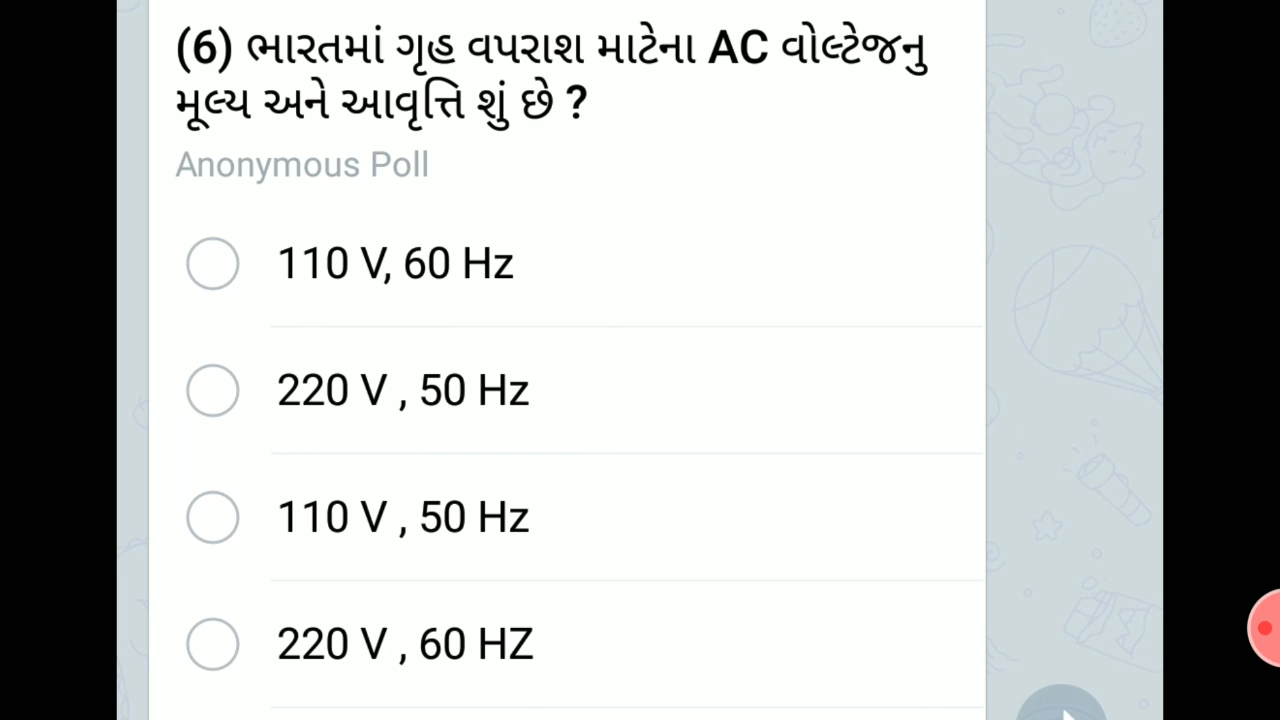 (6) ભારતમાં ગૃહ વપરાશ માટેના AC વોલ્ટેજનુ
મૂલ્ય અને આવૃત્તિ શું છે ?
Anonymous Poll
110 V, 60 Hz
220 V , 50 Hz
110 V , 50 Hz
220 V , 60 HZ